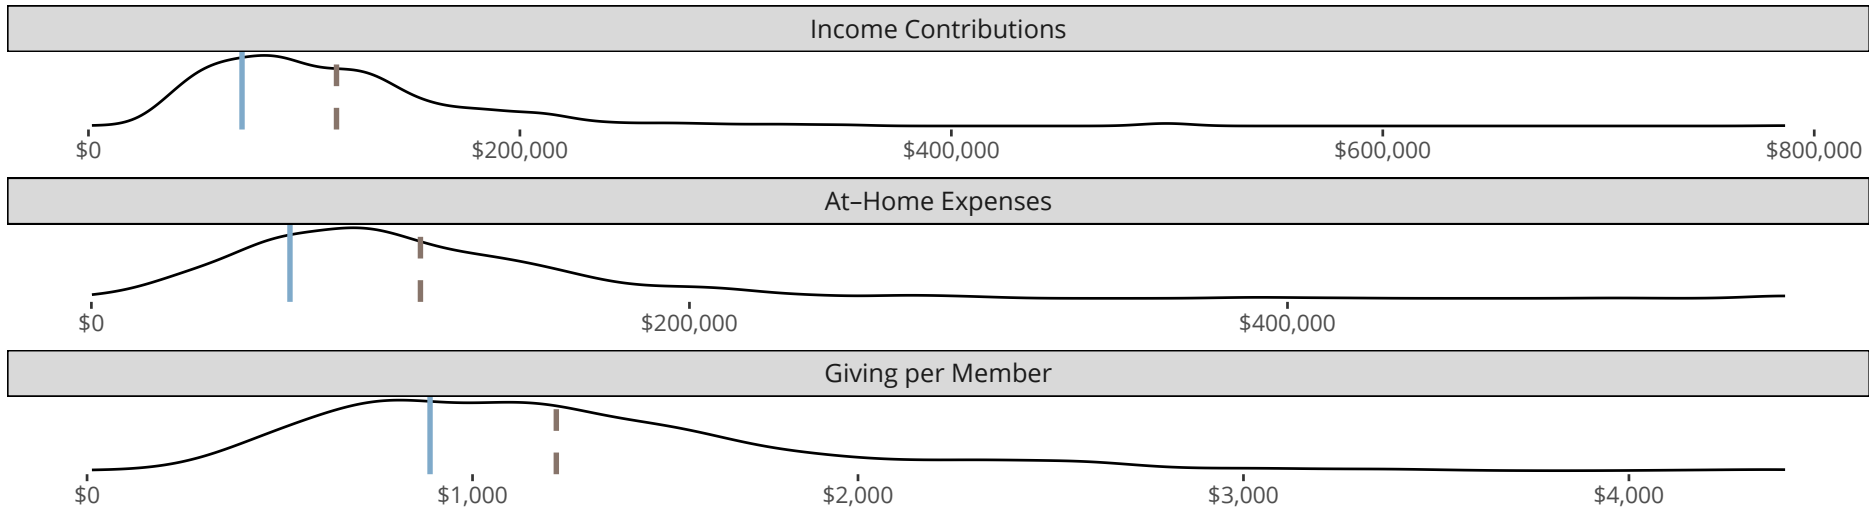 Income Contributions
$0 $200,000 $400,000 $600,000 $800,000
At–Home Expenses
$0 $200,000 $400,000
Giving per Member
$0 $1,000 $2,000 $3,000 $4,000